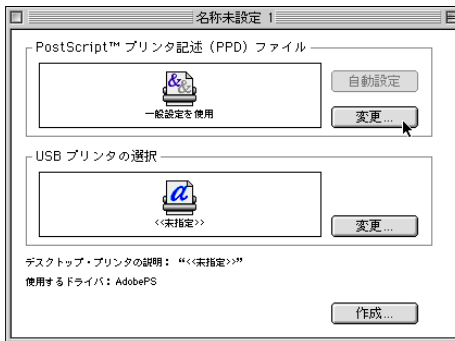 名称未設定 1
PostScript™ プリンタ記述（PPD）ファイル
自動設定
一般設定を使用
変更...
USB プリンタの選択
<<未指定>>
変更...
デスクトップ・プリンタの説明： “<<未指定>>”
使用するドライバ：AdobePS
作成...